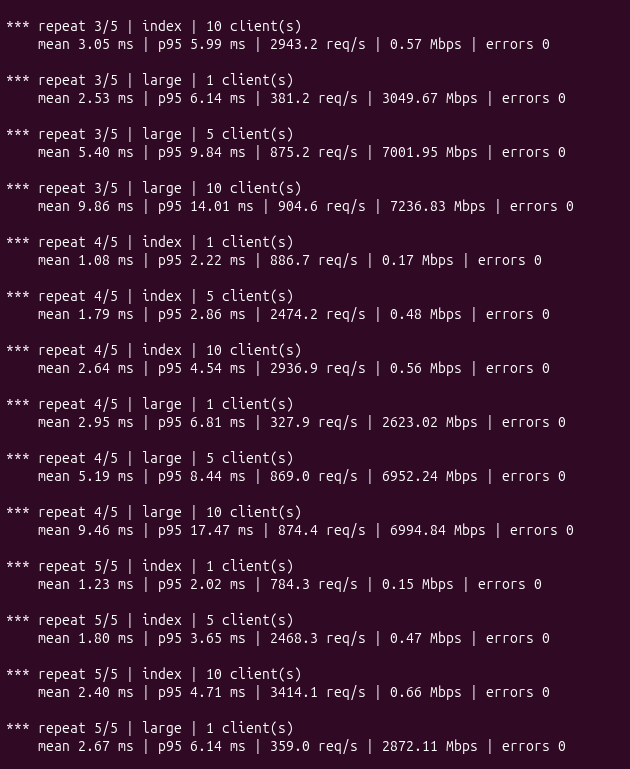 *** repeat 3/5 | index | 10 client(s)
mean 3.05 ms | p95 5.99 ms | 2943.2 req/s | 0.57 Mbps | errors 0
*** repeat 3/5 | large | 1 client(s)
mean 2.53 ms | p95 6.14 ms | 381.2 req/s | 3049.67 Mbps | errors 0
*** repeat 3/5 | large | 5 client(s)
mean 5.40 ms | p95 9.84 ms | 875.2 req/s | 7001.95 Mbps | errors 0
*** repeat 3/5 | large | 10 client(s)
mean 9.86 ms | p95 14.01 ms | 904.6 req/s | 7236.83 Mbps | errors 0
*** repeat 4/5 | index | 1 client(s)
mean 1.08 ms | p95 2.22 ms | 886.7 req/s | 0.17 Mbps | errors 0
*** repeat 4/5 | index | 5 client(s)
mean 1.79 ms | p95 2.86 ms | 2474.2 req/s | 0.48 Mbps | errors 0
*** repeat 4/5 | index | 10 client(s)
mean 2.64 ms | p95 4.54 ms | 2936.9 req/s | 0.56 Mbps | errors 0
*** repeat 4/5 | large | 1 client(s)
mean 2.95 ms | p95 6.81 ms | 327.9 req/s | 2623.02 Mbps | errors 0
*** repeat 4/5 | large | 5 client(s)
mean 5.19 ms | p95 8.44 ms | 869.0 req/s | 6952.24 Mbps | errors 0
*** repeat 4/5 | large | 10 client(s)
mean 9.46 ms | p95 17.47 ms | 874.4 req/s | 6994.84 Mbps | errors 0
*** repeat 5/5 | index | 1 client(s)
mean 1.23 ms | p95 2.02 ms | 784.3 req/s | 0.15 Mbps | errors 0
*** repeat 5/5 | index | 5 client(s)
mean 1.80 ms | p95 3.65 ms | 2468.3 req/s | 0.47 Mbps | errors 0
*** repeat 5/5 | index | 10 client(s)
mean 2.40 ms | p95 4.71 ms | 3414.1 req/s | 0.66 Mbps | errors 0
*** repeat 5/5 | large | 1 client(s)
mean 2.67 ms | p95 6.14 ms | 359.0 req/s | 2872.11 Mbps | errors 0